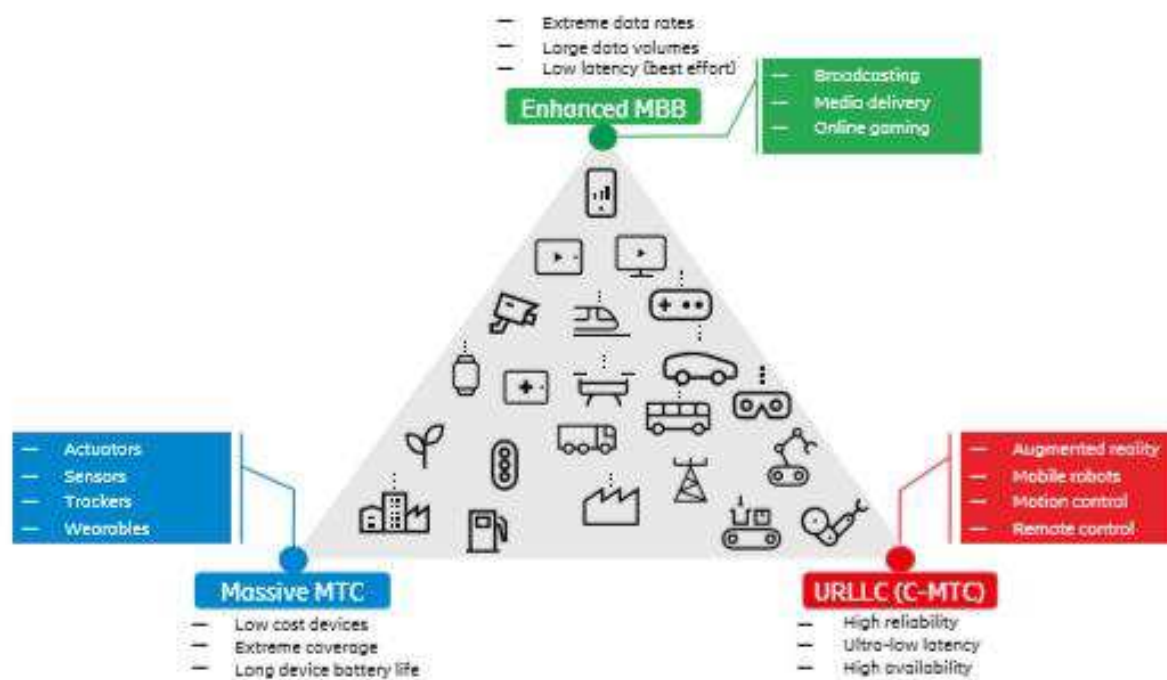 — Extreme data rates
— Large data volumes
— Low latency (best effort)
Enhanced MBB
— Broadcasting
— Media delivery
— Online gaming
— Actuators
— Sensors
— Trackers
— Wearables
— Augmented reality
— Mobile robots
— Motion control
— Remote control
Massive MTC
— Low cost devices
— Extreme coverage
— Long device battery life
URLLC (C-MTC)
— High reliability
— Ultra-low latency
— High availability